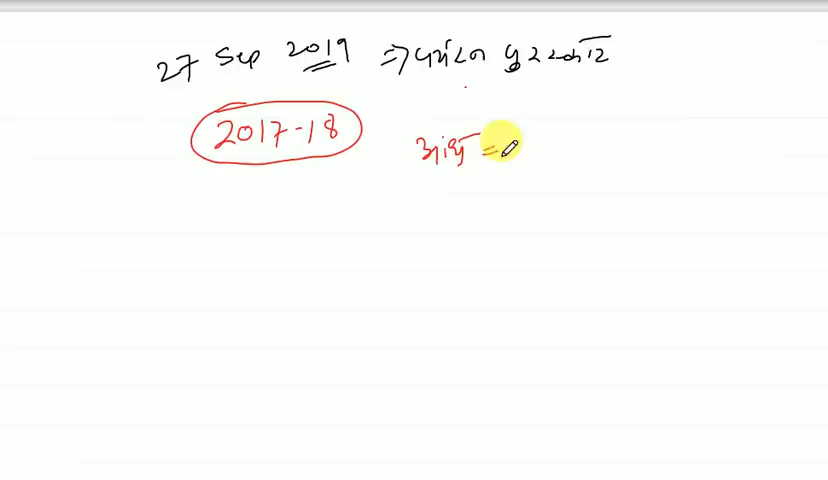 27 Sep 2019 ⇒ पर्यटन पुरस्कार
2017-18 आंध्र =